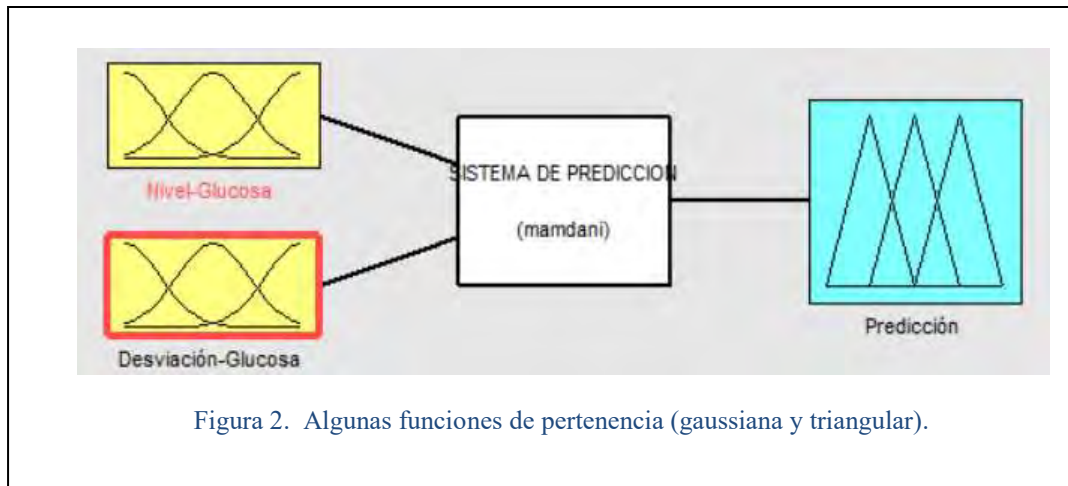 Nivel-Glucosa
SISTEMA DE PREDICCION
(mamdani)
Desviación-Glucosa
Predicción
Figura 2. Algunas funciones de pertenencia (gaussiana y triangular).